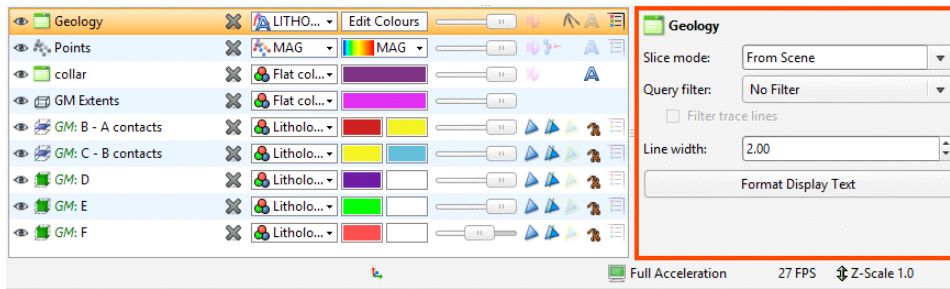 Geology LITHO... Edit Colours
Points MAG MAG
collar Flat col...
GM Extents Flat col...
GM: B - A contacts Litholo...
GM: C - B contacts Litholo...
GM: D Litholo...
GM: E Litholo...
GM: F Litholo...
Geology
Slice mode: From Scene
Query filter: No Filter
Filter trace lines
Line width: 2.00
Format Display Text
Full Acceleration 27 FPS Z-Scale 1.0